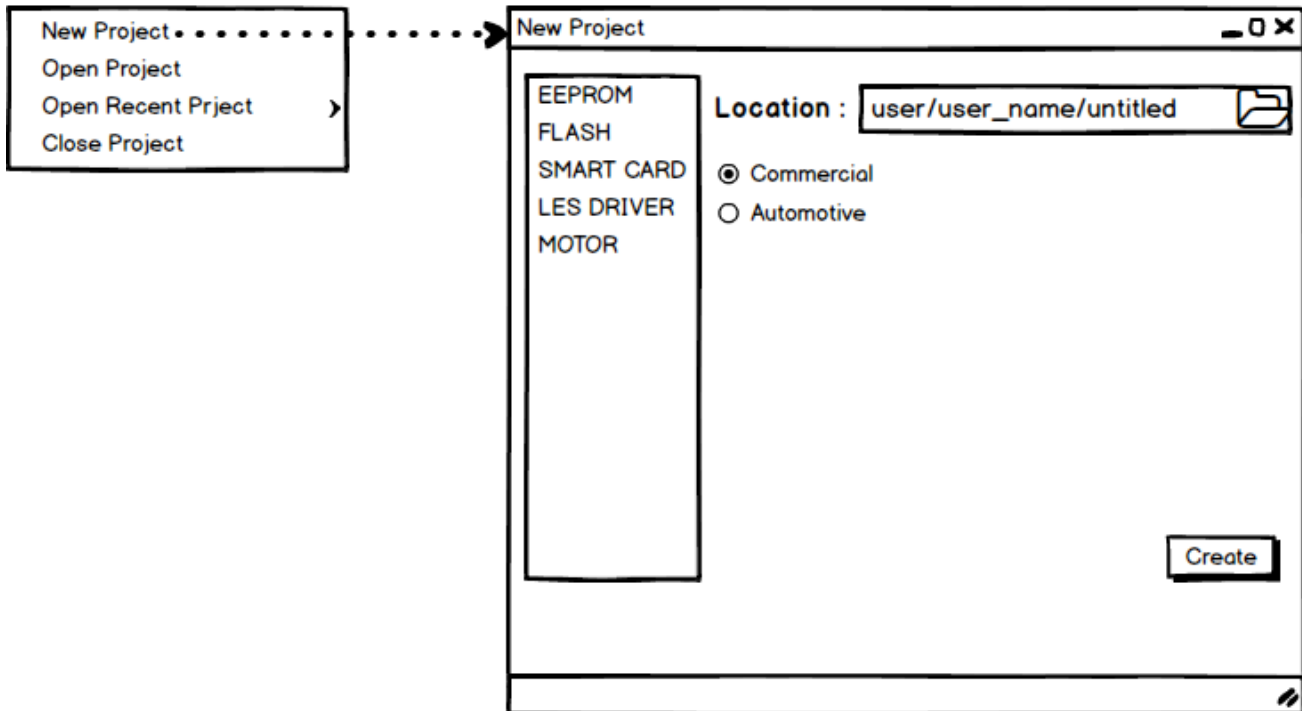 New Project
Open Project
Open Recent Prject
Close Project
New Project
EEPROM
FLASH
SMART CARD
LES DRIVER
MOTOR
Location : user/user_name/untitled
Commercial
Automotive
Create